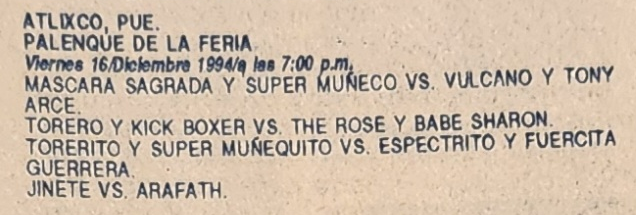 ATLIXCO, PUE.
PALENQUE DE LA FERIA.
Viernes 16/Diciembre 1994/a las 7:00 p.m.
MASCARA SAGRADA Y SUPER MUÑECO VS. VULCANO Y TONY
ARCE.
TORERO Y KICK BOXER VS. THE ROSE Y BABE SHARON.
TORERITO Y SUPER MUÑEQUITO VS. ESPECTRITO Y FUERCITA
GUERRERA.
JINETE VS. ARAFATH.